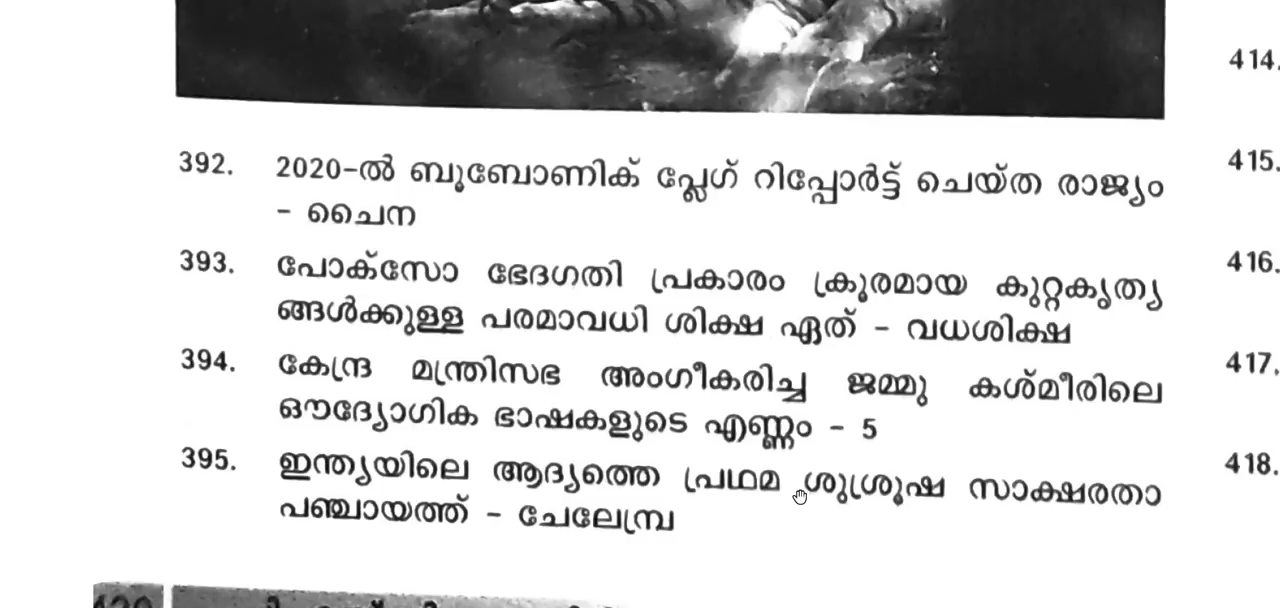 414.
392. 2020-ൽ ബൂബോണിക് പ്ലേഗ് റിപ്പോർട്ട് ചെയ്ത രാജ്യം
- ചൈന
415.
393. പോക്സോ ഭേദഗതി പ്രകാരം ക്രൂരമായ കുറ്റകൃത്യ
ങ്ങൾക്കുള്ള പരമാവധി ശിക്ഷ ഏത് - വധശിക്ഷ
416.
394. കേന്ദ്ര മന്ത്രിസഭ അംഗീകരിച്ച ജമ്മു കശ്മീരിലെ
ഔദ്യോഗിക ഭാഷകളുടെ എണ്ണം - 5
417.
395. ഇന്ത്യയിലെ ആദ്യത്തെ പ്രഥമ ശുശ്രൂഷ സാക്ഷരതാ
പഞ്ചായത്ത് - ചേലേമ്പ്ര
418.